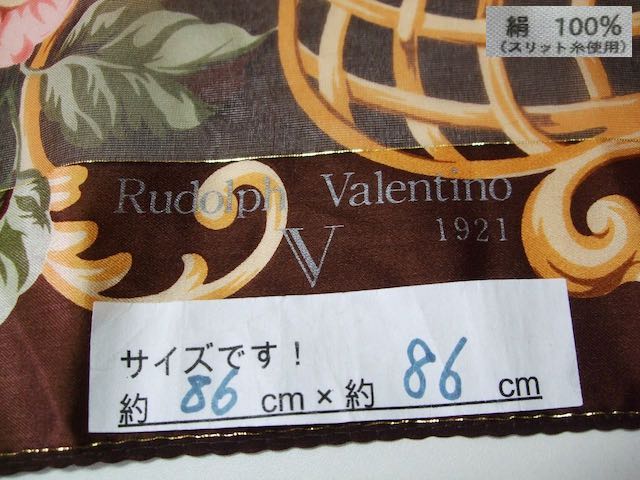 絹 100%
(スリット糸使用)
Rudolph Valentino
V 1921
サイズです!
約 86 cm×約 86 cm